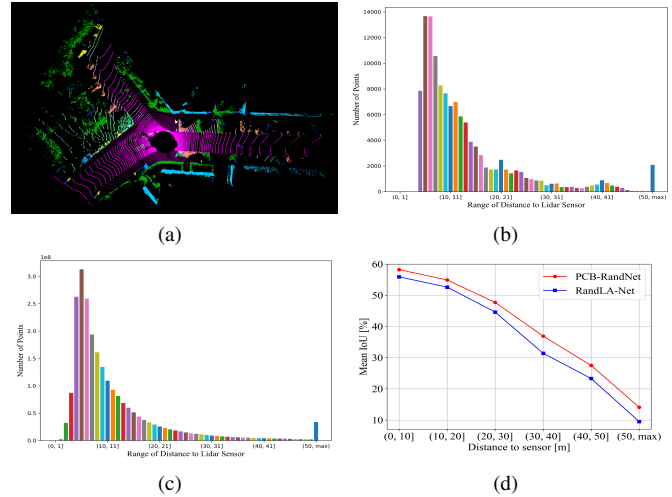 14000
12000
10000
8000
6000
4000
2000
0
Number of Points
(0, 1]
(10, 11]
(20, 21]
(30, 31]
(40, 41]
(50, max)
Range of Distance to Lidar Sensor
(a)
(b)
1e8
3.0
2.5
2.0
1.5
1.0
0.5
0.0
Number of Points
(0, 1]
(10, 11]
(20, 21]
(30, 31]
(40, 41]
(50, max)
Range of Distance to Lidar Sensor
60
50
40
30
20
10
Mean IoU [%]
PCB-RandNet
RandLA-Net
(0, 10]
(10, 20]
(20, 30]
(30, 40]
(40, 50]
(50, max)
Distance to sensor [m]
(c)
(d)